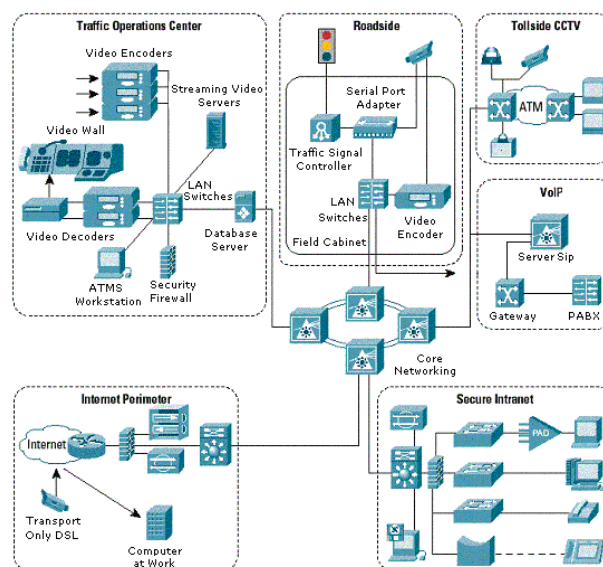 Traffic Operations Center
Video Encoders
Streaming Video
Servers
Video Wall
LAN
Switches
Video Decoders
Database
Server
ATMS
Workstation
Security
Firewall
Roadside
Serial Port
Adapter
Traffic Signal
Controller
LAN
Switches
Video
Encoder
Field Cabinet
Tollside CCTV
ATM
VoIP
Server Sip
Gateway
PABX
Core
Networking
Internet Perimetor
Internet
Transport
Only DSL
Computer
at Work
Secure Intranet
PAD